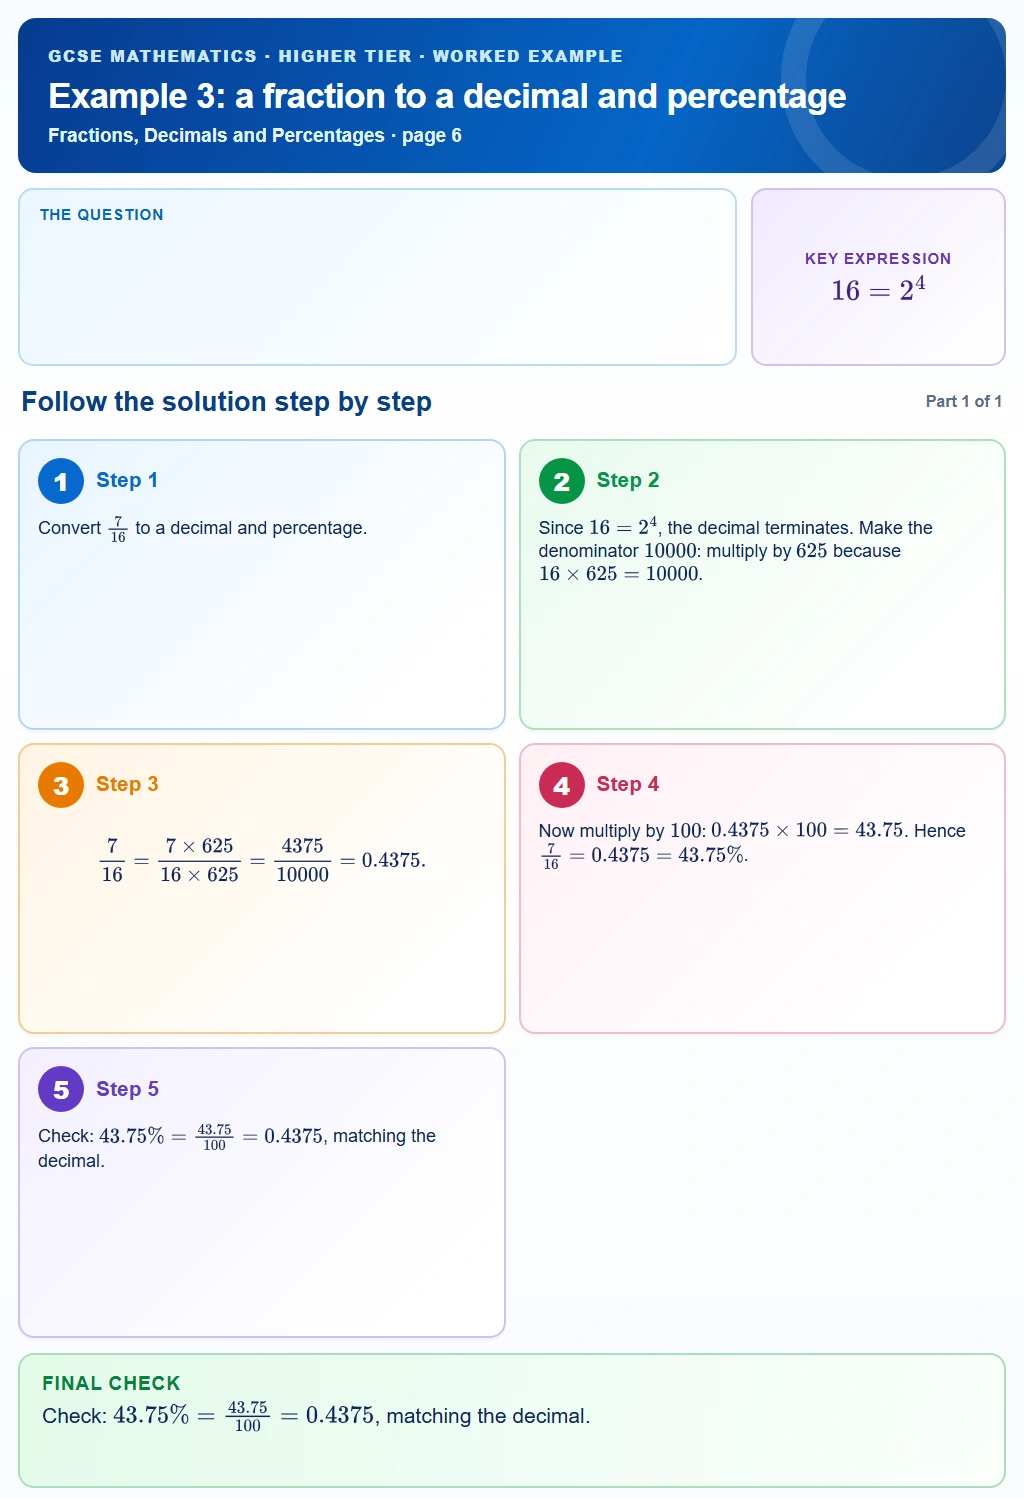 GCSE MATHEMATICS · HIGHER TIER · WORKED EXAMPLE
Example 3: a fraction to a decimal and percentage
Fractions, Decimals and Percentages · page 6
THE QUESTION
KEY EXPRESSION
16 = 2⁴
Follow the solution step by step
Part 1 of 1
1 Step 1
Convert 7/16 to a decimal and percentage.
2 Step 2
Since 16 = 2⁴, the decimal terminates. Make the
denominator 10000: multiply by 625 because
16 × 625 = 10000.
3 Step 3
7/16 = (7 × 625)/(16 × 625) = 4375/10000 = 0.4375.
4 Step 4
Now multiply by 100: 0.4375 × 100 = 43.75. Hence
7/16 = 0.4375 = 43.75%.
5 Step 5
Check: 43.75% = 43.75/100 = 0.4375, matching the
decimal.
FINAL CHECK
Check: 43.75% = 43.75/100 = 0.4375, matching the decimal.